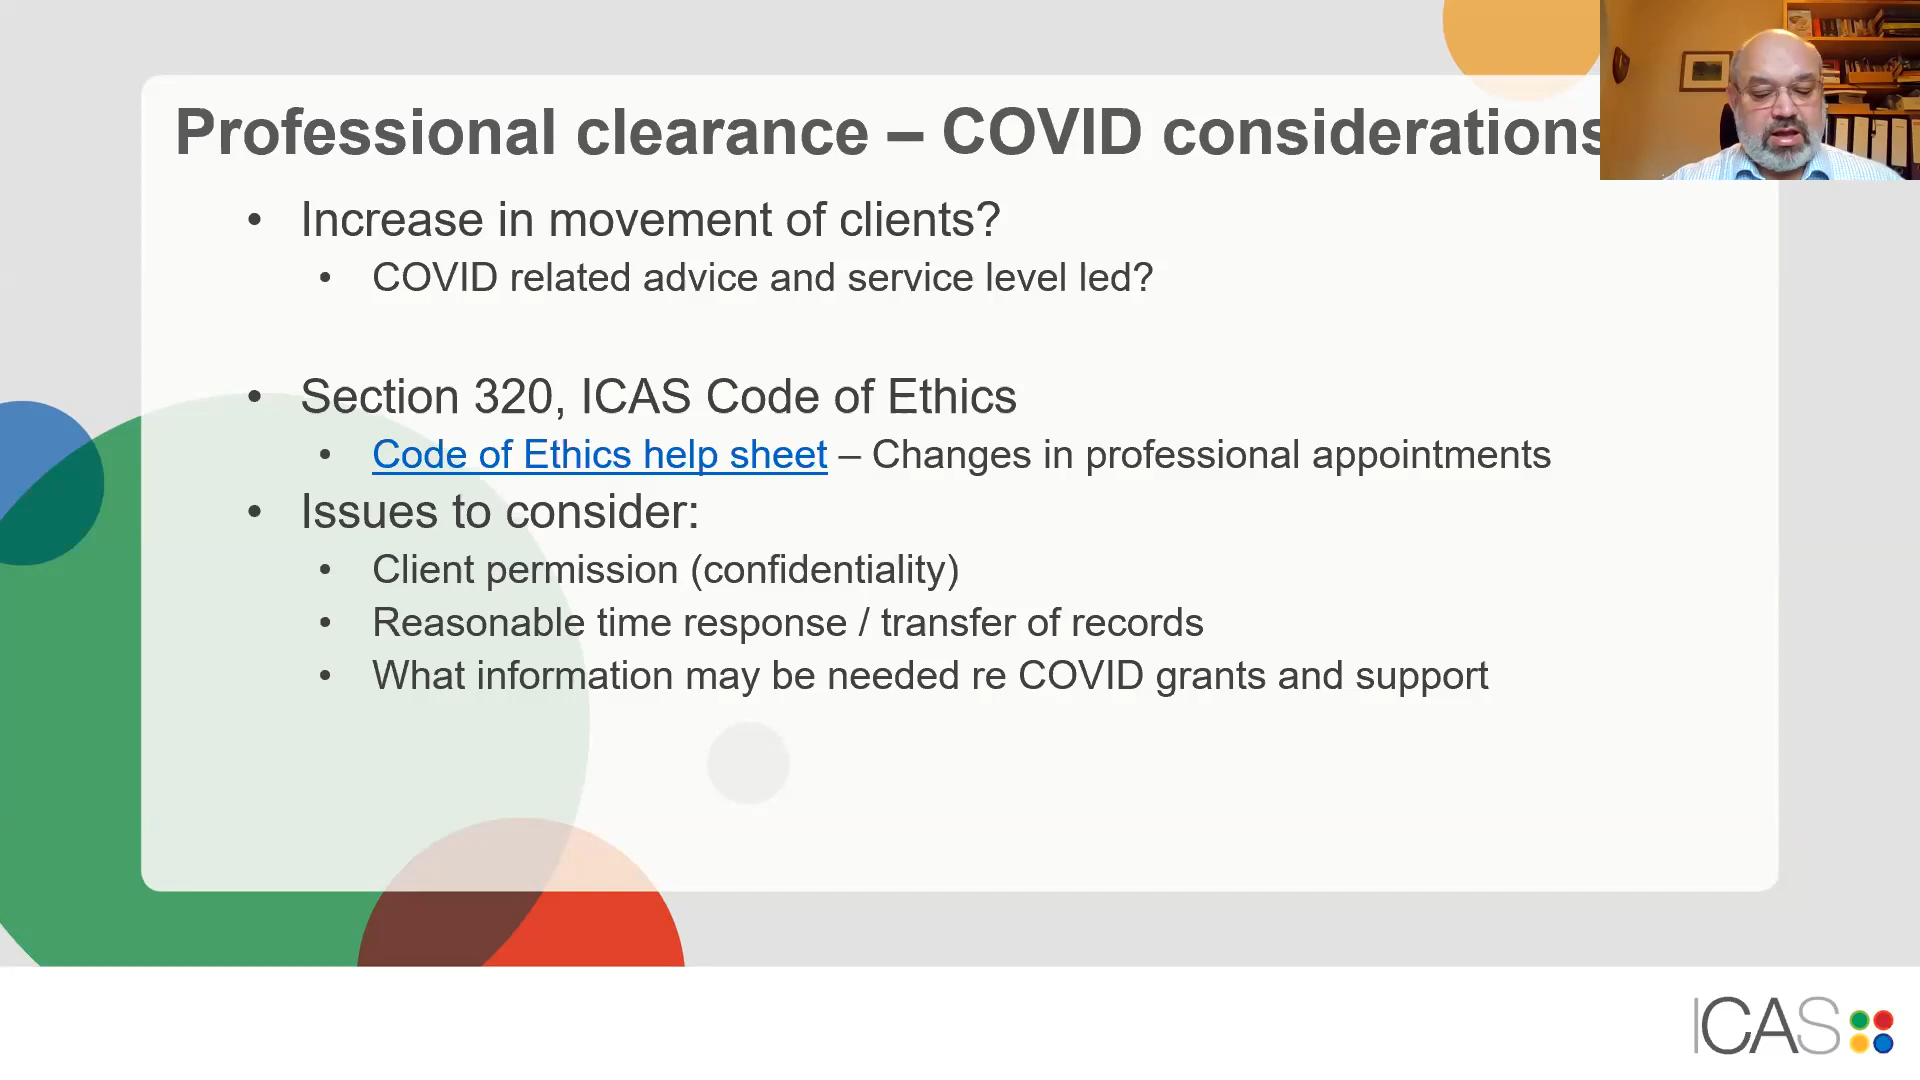 Professional clearance – COVID considerations
• Increase in movement of clients?
• COVID related advice and service level led?
• Section 320, ICAS Code of Ethics
• Code of Ethics help sheet – Changes in professional appointments
• Issues to consider:
• Client permission (confidentiality)
• Reasonable time response / transfer of records
• What information may be needed re COVID grants and support
ICAS